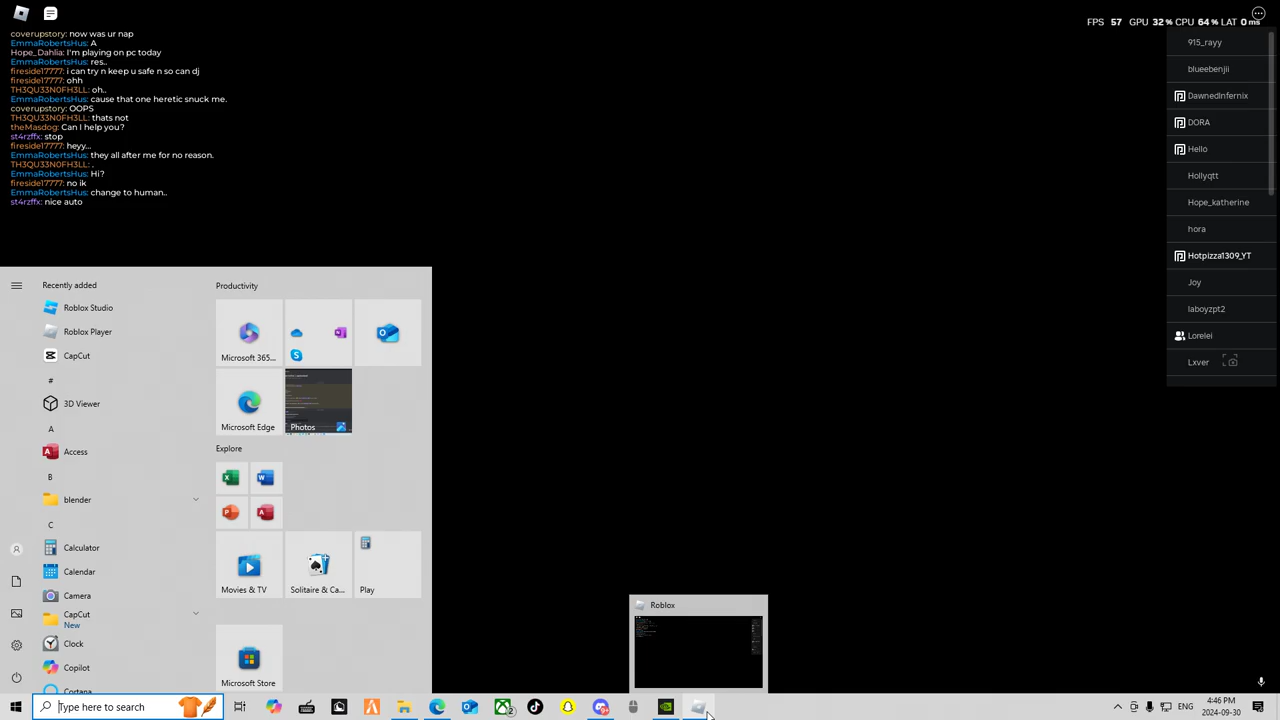 FPS 57 GPU 32 % CPU 64 % LAT 0 ms
coverupstory: how was ur nap
EmmaRobertsHus: A
Hope_Dahlia: I'm playing on pc today
EmmaRobertsHus: res..
fireside17777: i can try n keep u safe n so can dj
fireside17777: ohh
TH3QU33N0FH3LL: oh..
EmmaRobertsHus: cause that one heretic snuck me.
coverupstory: OOPS
TH3QU33N0FH3LL: thats not
theMasdog: Can I help you?
st4rzffx: stop
fireside17777: heyy...
EmmaRobertsHus: they all after me for no reason.
TH3QU33N0FH3LL: .
EmmaRobertsHus: Hi?
fireside17777: no ik
EmmaRobertsHus: change to human..
st4rzffx: nice auto
915_rayy
blueebenjii
DawnedInfernix
DORA
Hello
Hollyqtt
Hope_katherine
hora
Hotpizza1309_YT
Joy
laboyzpt2
Lorelei
Lxver
Recently added
Roblox Studio
Roblox Player
CapCut
#
3D Viewer
A
Access
B
blender
C
Calculator
Calendar
Camera
CapCut
New
Clock
Copilot
Cortana
Productivity
Microsoft 365...
Microsoft Edge
Photos
Explore
Movies & TV
Solitaire & Ca...
Play
Microsoft Store
Roblox
Type here to search
2
ENG
4:46 PM
2024-09-30